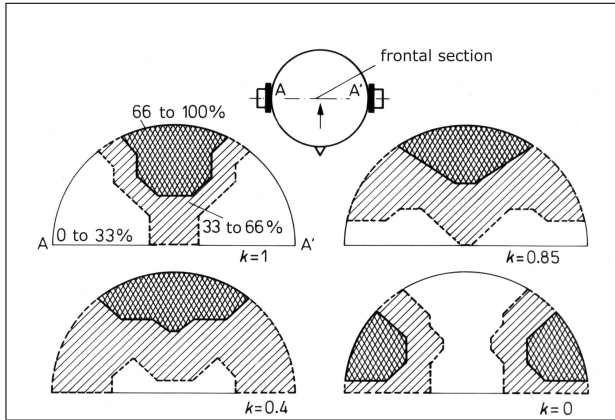 frontal section
A A'
66 to 100%
0 to 33%
33 to 66%
A A'
k=1
k=0.85
k=0.4
k=0